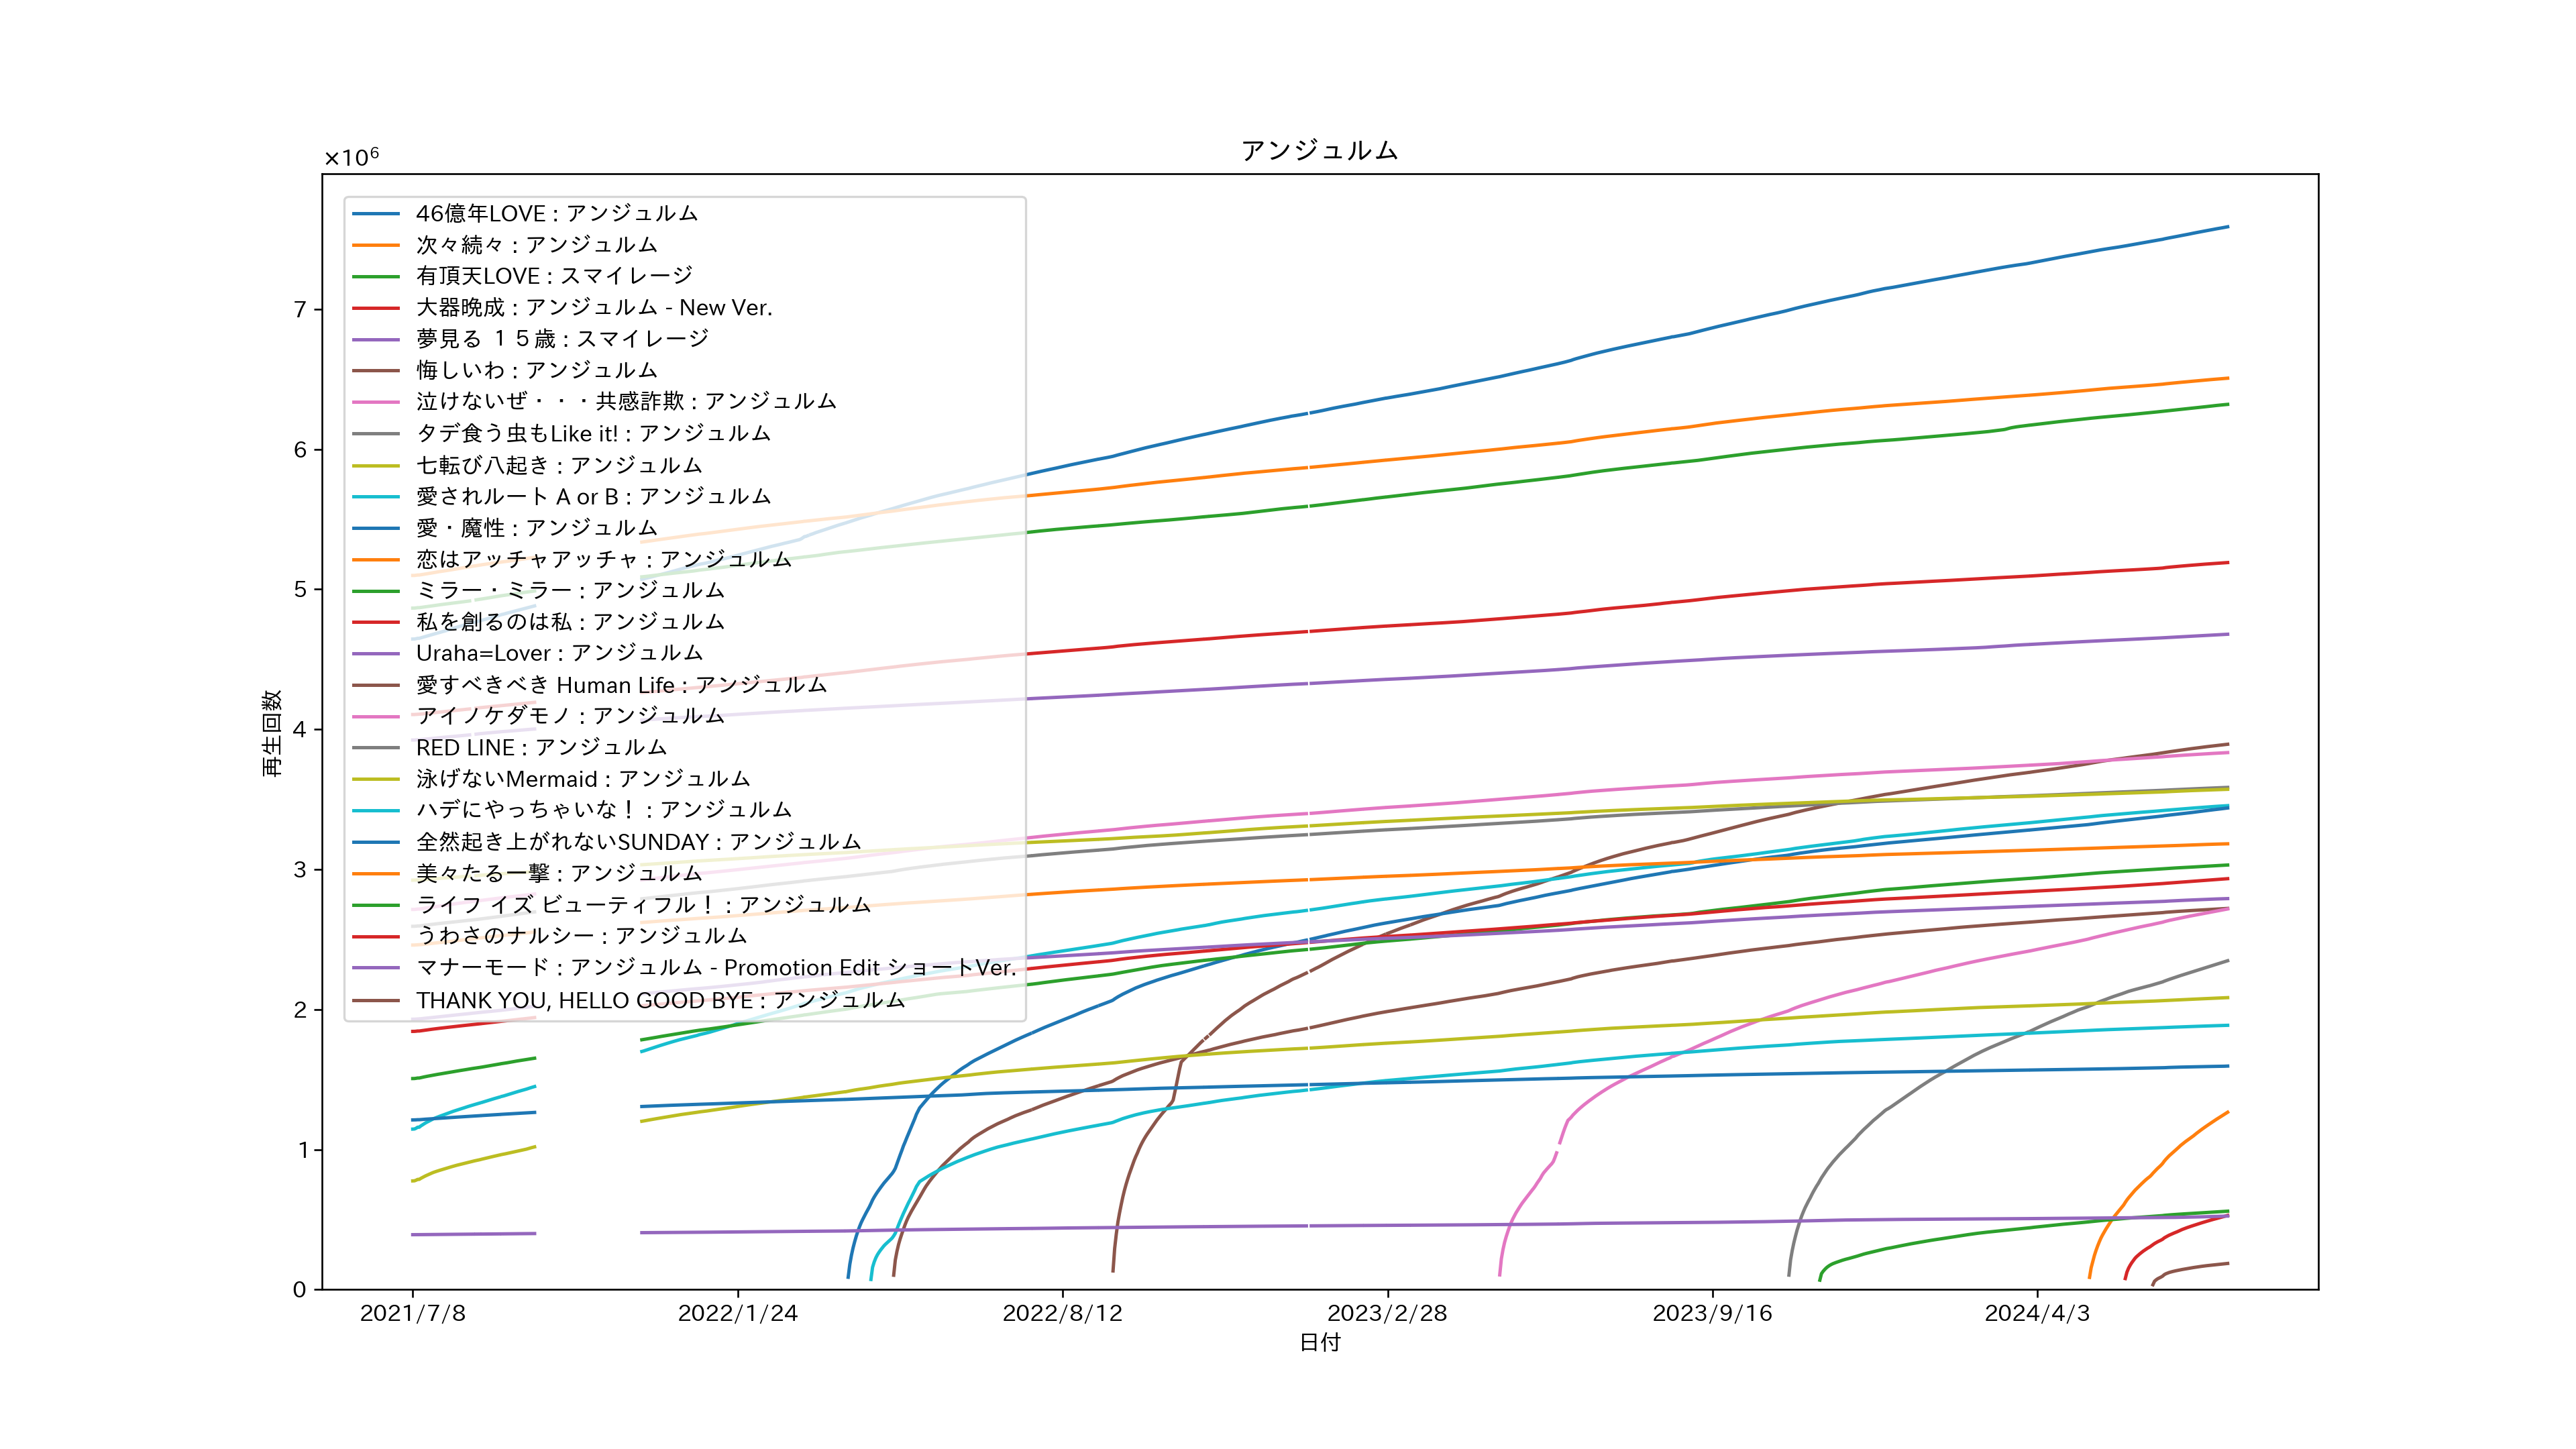 アンジュルム
×10⁶
46億年LOVE : アンジュルム
次々続々 : アンジュルム
有頂天LOVE : スマイレージ
大器晩成 : アンジュルム - New Ver.
夢見る １５歳 : スマイレージ
悔しいわ : アンジュルム
泣けないぜ・・・共感詐欺 : アンジュルム
タデ食う虫もLike it! : アンジュルム
七転び八起き : アンジュルム
愛されルート A or B : アンジュルム
愛・魔性 : アンジュルム
恋はアッチャアッチャ : アンジュルム
ミラー・ミラー : アンジュルム
私を創るのは私 : アンジュルム
Uraha=Lover : アンジュルム
愛すべきべき Human Life : アンジュルム
アイノケダモノ : アンジュルム
RED LINE : アンジュルム
泳げないMermaid : アンジュルム
ハデにやっちゃいな！ : アンジュルム
全然起き上がれないSUNDAY : アンジュルム
美々たる一撃 : アンジュルム
ライフ イズ ビューティフル！ : アンジュルム
うわさのナルシー : アンジュルム
マナーモード : アンジュルム - Promotion Edit ショートVer.
THANK YOU, HELLO GOOD BYE : アンジュルム
7
6
5
4
3
2
1
0
再生回数
2021/7/8
2022/1/24
2022/8/12
2023/2/28
2023/9/16
2024/4/3
日付